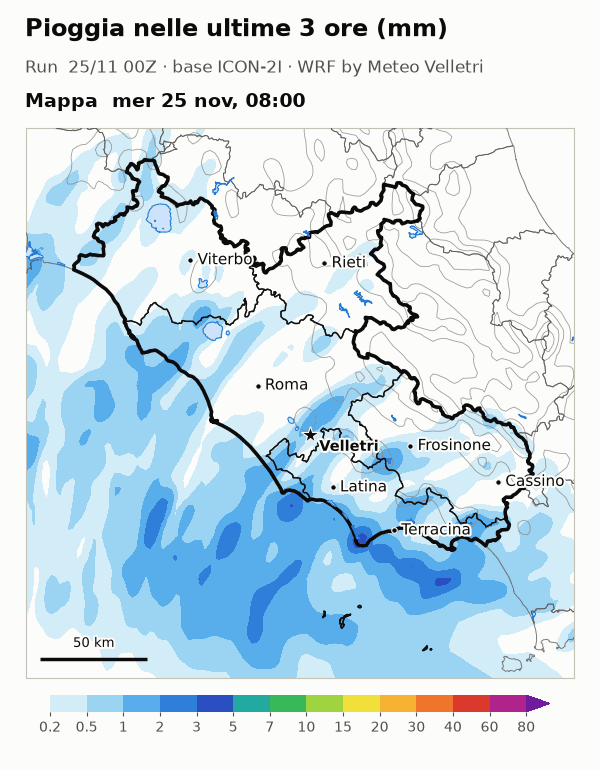 Pioggia nelle ultime 3 ore (mm)
Run  25/11 00Z · base ICON-2I · WRF by Meteo Velletri
Mappa  mer 25 nov, 08:00
Viterbo
Rieti
Roma
Velletri
Frosinone
Cassino
Latina
Terracina
50 km
0.2 0.5 1 2 3 5 7 10 15 20 30 40 60 80